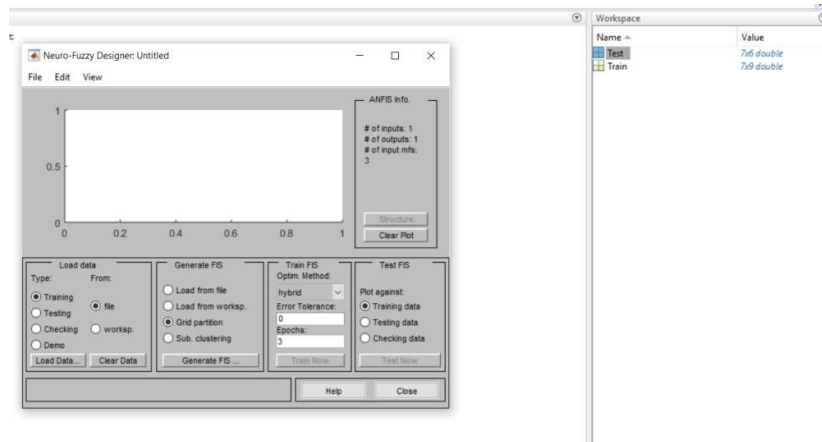 Workspace
Name Value
Test 7x6 double
Train 7x9 double
Neuro-Fuzzy Designer: Untitled
File Edit View
1
0.5
0
0 0.2 0.4 0.6 0.8 1
ANFIS Info.
# of inputs: 1
# of outputs: 1
# of input mfs:
3
Structure
Clear Plot
Load data
Type: From:
Training
Testing
Checking
Demo
file
worksp.
Load Data... Clear Data
Generate FIS
Load from file
Load from worksp.
Grid partition
Sub. clustering
Generate FIS ...
Train FIS
Optim. Method:
hybrid
Error Tolerance:
0
Epochs:
3
Train Now
Test FIS
Plot against:
Training data
Testing data
Checking data
Test Now
Help Close